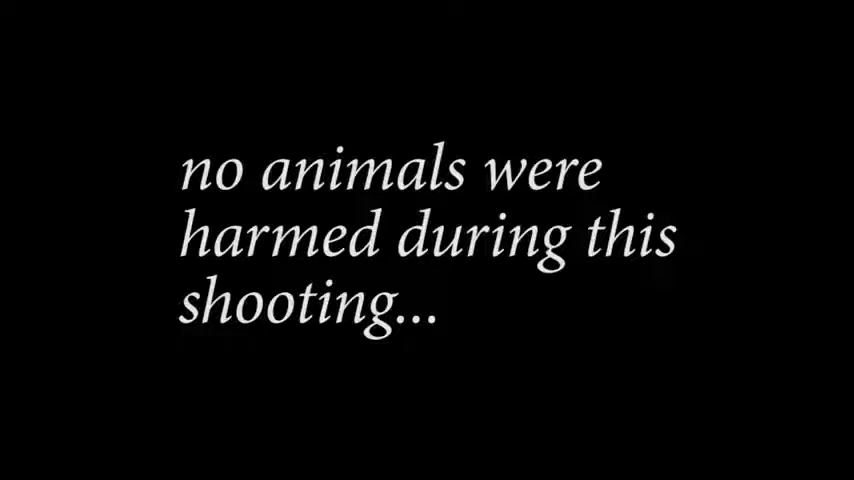 no animals were
harmed during this
shooting...